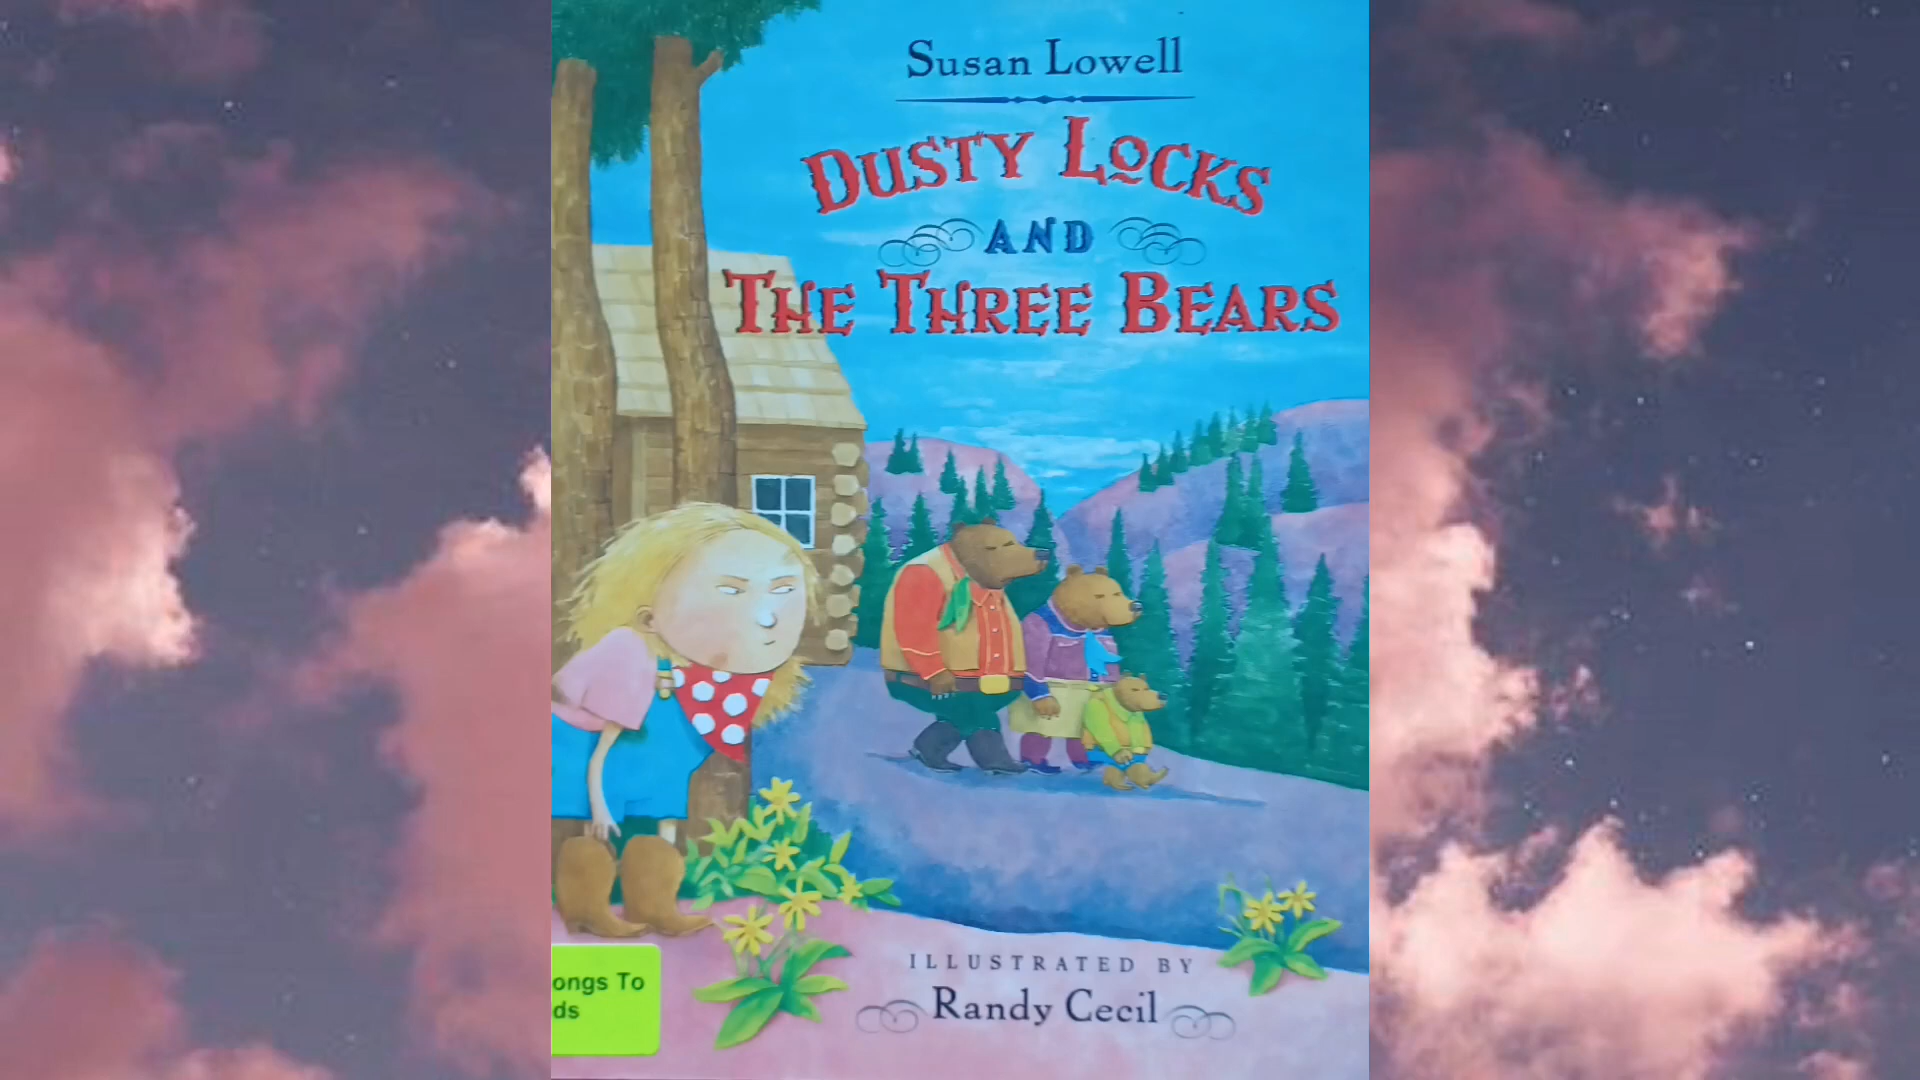 Susan Lowell
DUSTY LOCKS
AND
THE THREE BEARS
ongs To
ds
ILLUSTRATED BY
Randy Cecil